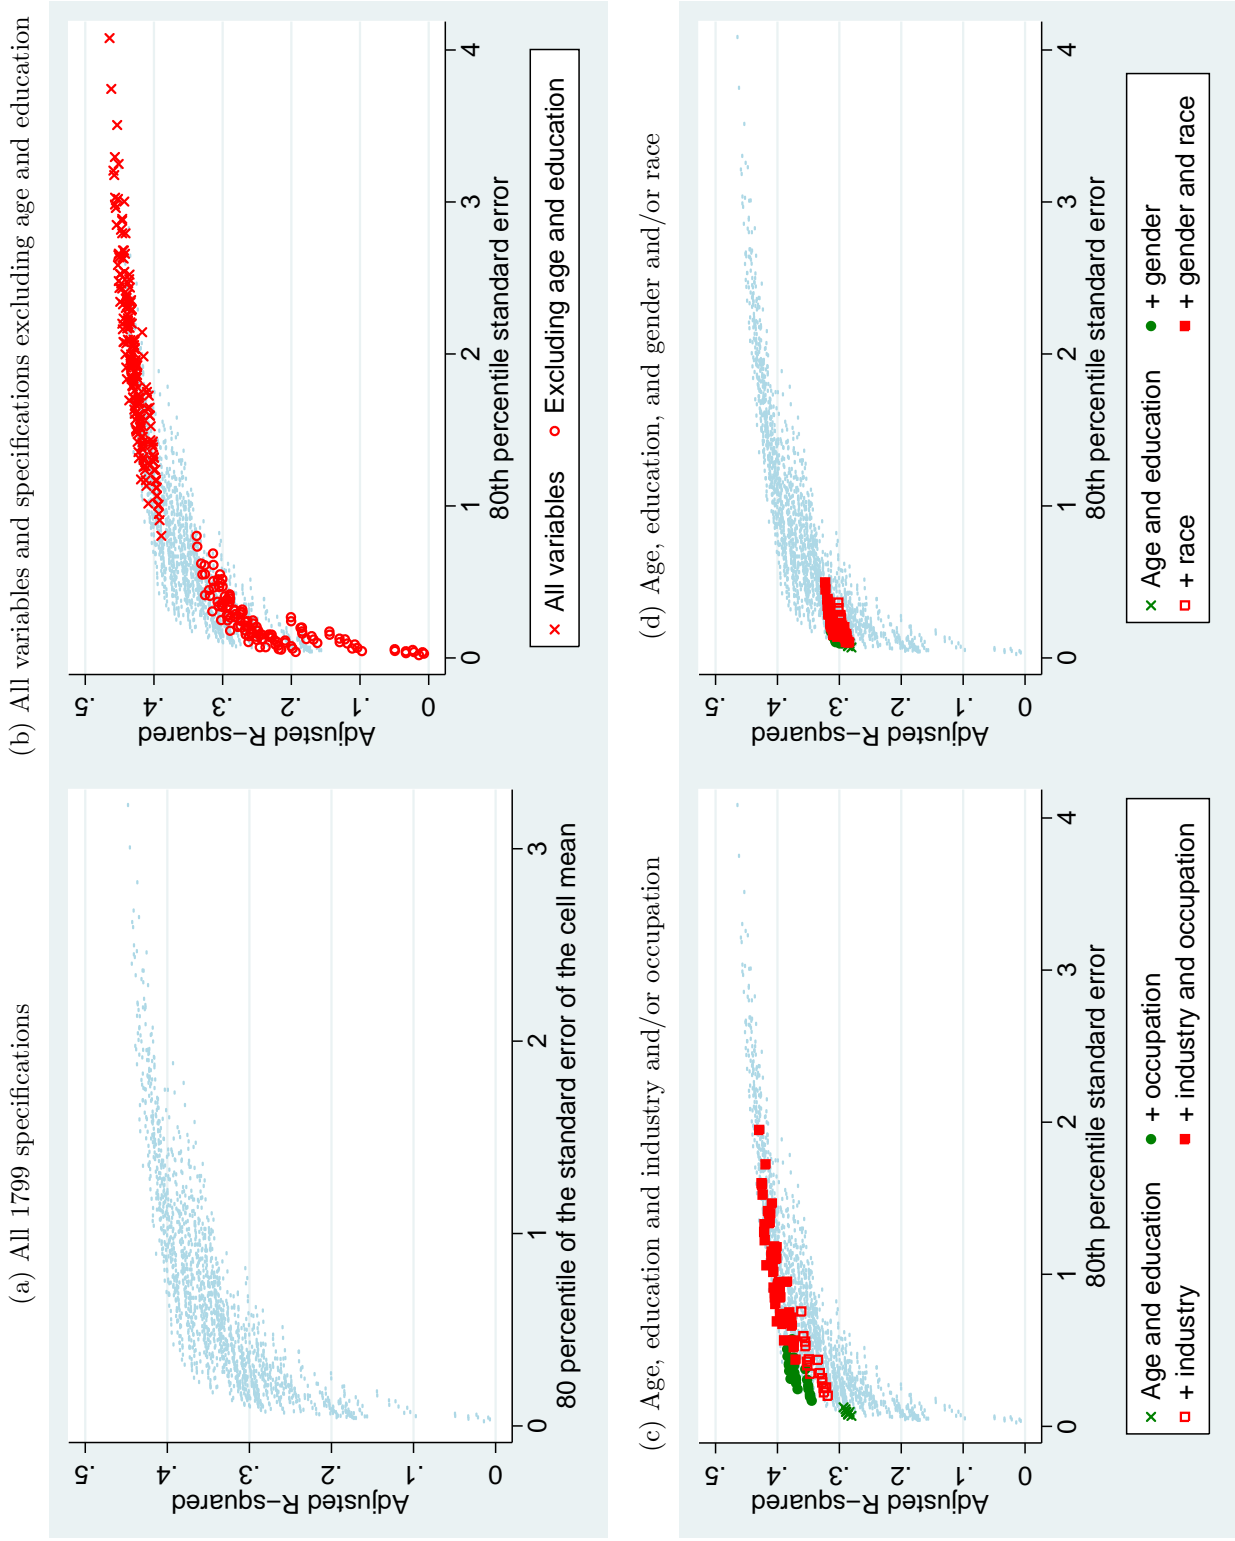 (a) All 1799 specifications
Adjusted R−squared
.5
.4
.3
.2
.1
0
0 1 2 3
80 percentile of the standard error of the cell mean
(b) All variables and specifications excluding age and education
Adjusted R−squared
.5
.4
.3
.2
.1
0
0 1 2 3 4
80th percentile standard error
All variables Excluding age and education
(c) Age, education and industry and/or occupation
Adjusted R−squared
.5
.4
.3
.2
.1
0
0 1 2 3 4
80th percentile standard error
Age and education + occupation
+ industry + industry and occupation
(d) Age, education, and gender and/or race
Adjusted R−squared
.5
.4
.3
.2
.1
0
0 1 2 3 4
80th percentile standard error
Age and education + gender
+ race + gender and race